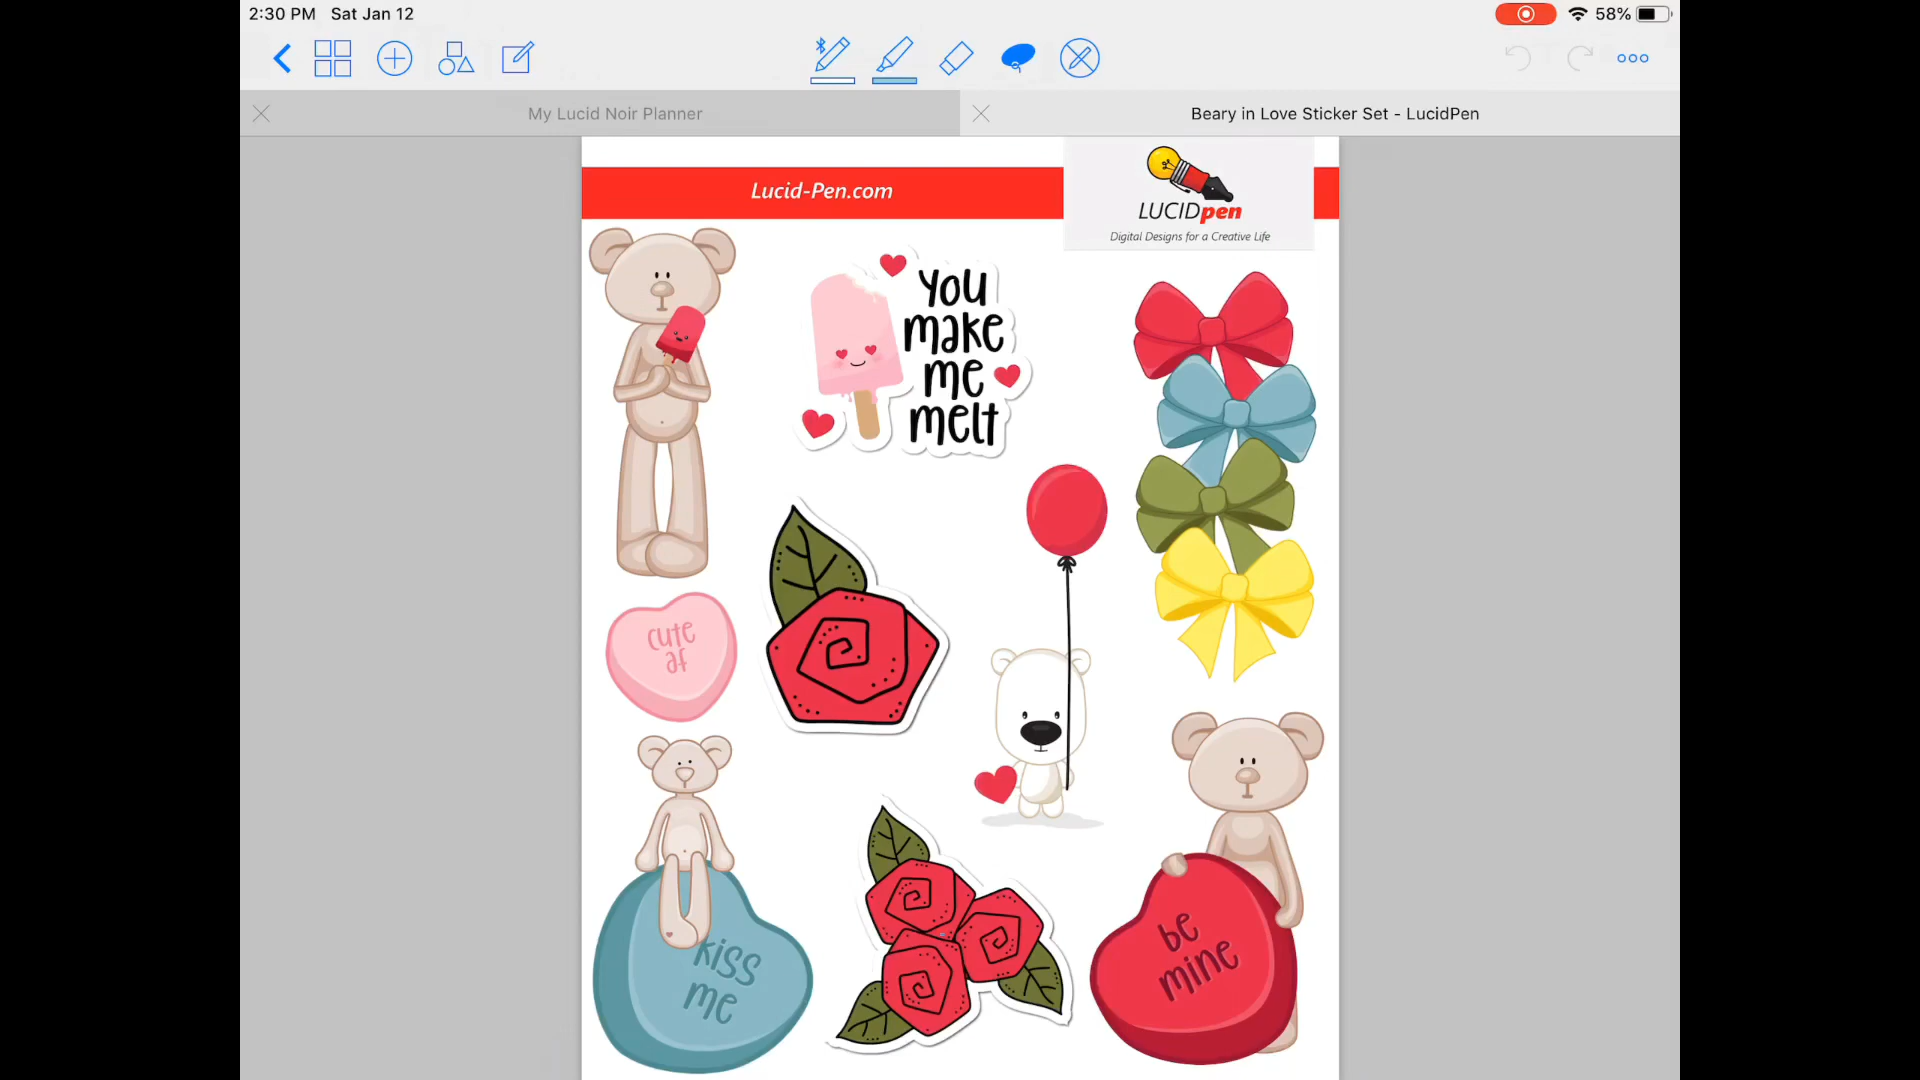 2:30 PM Sat Jan 12
58%
My Lucid Noir Planner
Beary in Love Sticker Set - LucidPen
Lucid-Pen.com
LUCIDpen
Digital Designs for a Creative Life
you
make
me
melt
cute
af
kiss
me
be
mine